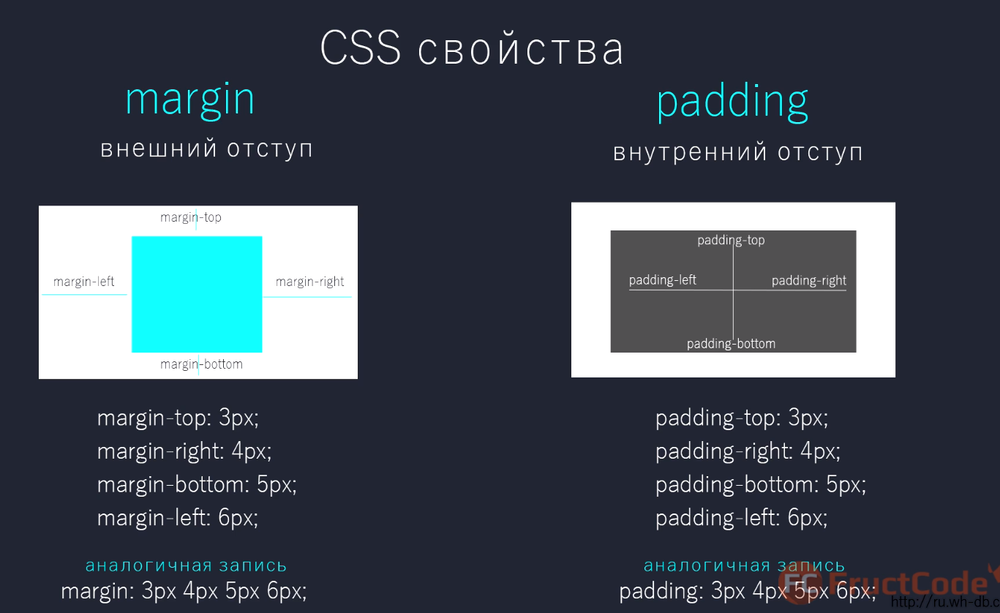 CSS свойства
margin
внешний отступ
margin-top
margin-left
margin-right
margin-bottom
margin-top: 3px;
margin-right: 4px;
margin-bottom: 5px;
margin-left: 6px;
аналогичная запись
margin: 3px 4px 5px 6px;
padding
внутренний отступ
padding-top
padding-left
padding-right
padding-bottom
padding-top: 3px;
padding-right: 4px;
padding-bottom: 5px;
padding-left: 6px;
аналогичная запись
padding: 3px 4px 5px 6px;
FC FructCode
http://ru.wh-db.c